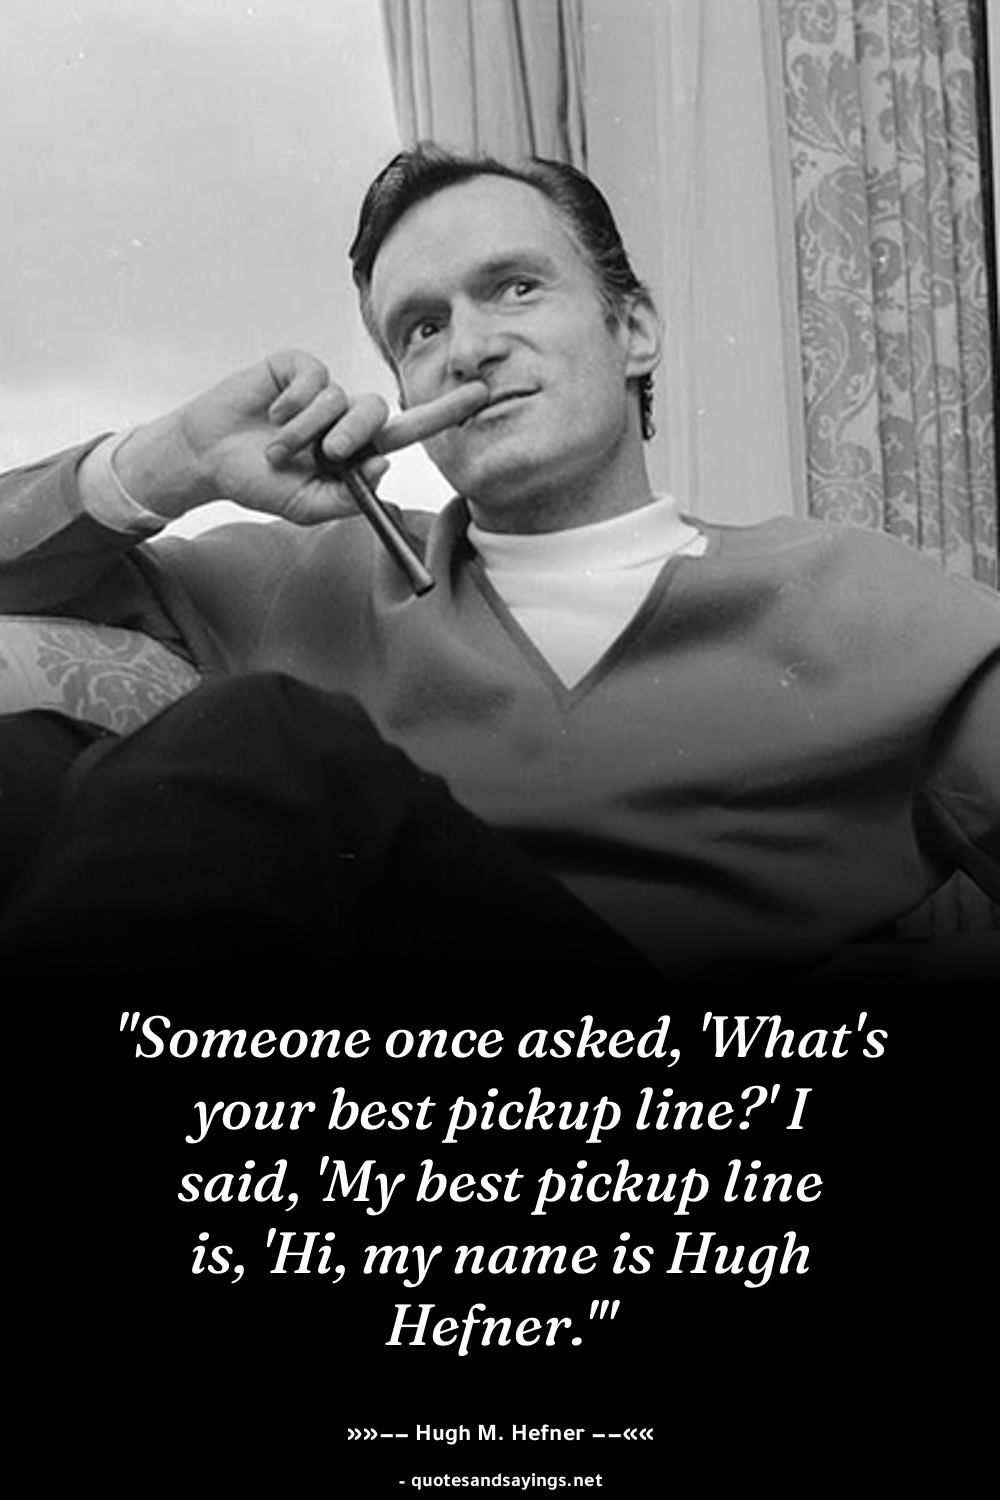 "Someone once asked, 'What's
your best pickup line?' I
said, 'My best pickup line
is, 'Hi, my name is Hugh
Hefner.'"
»»−− Hugh M. Hefner −−««
- quotesandsayings.net